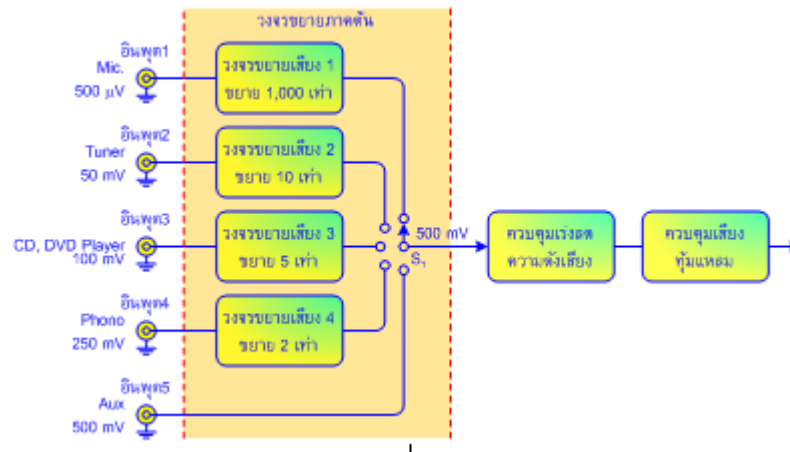 วงจรขยายภาคต้น
อินพุต1
Mic.
500 µV
วงจรขยายเสียง 1
ขยาย 1,000 เท่า
อินพุต2
Tuner
50 mV
วงจรขยายเสียง 2
ขยาย 10 เท่า
อินพุต3
CD, DVD Player
100 mV
วงจรขยายเสียง 3
ขยาย 5 เท่า
500 mV
S₁
ควบคุมเร่งลด
ความดังเสียง
ควบคุมเสียง
ทุ้มแหลม
อินพุต4
Phono
250 mV
วงจรขยายเสียง 4
ขยาย 2 เท่า
อินพุต5
Aux
500 mV